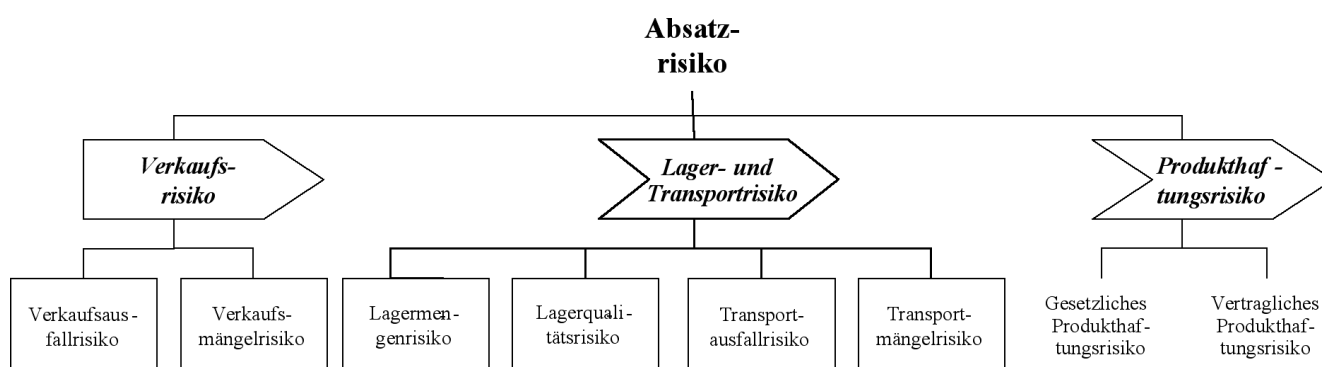 Absatz-
risiko
Verkaufs-
risiko
Lager- und
Transportrisiko
Produkthaf -
tungsrisiko
Verkaufsaus -
fallrisiko
Verkaufs-
mängelrisiko
Lagermen-
genrisiko
Lagerquali-
tätsrisiko
Transport-
ausfallrisiko
Transport-
mängelrisiko
Gesetzliches
Produkthaf-
tungsrisiko
Vertragliches
Produkthaf-
tungsrisiko